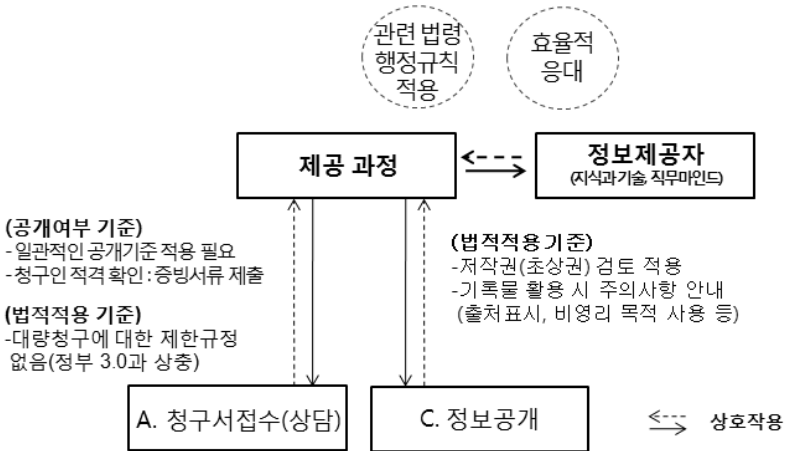 관련 법령
행정규칙
적용
효율적
응대
제공 과정
정보제공자
(지식과기술, 직무마인드)
(공개여부 기준)
-일관적인 공개기준 적용 필요
-청구인 적격 확인:증빙서류 제출
(법적적용 기준)
-대량청구에 대한 제한규정
없음(정부 3.0과 상충)
(법적적용 기준)
-저작권(초상권) 검토 적용
-기록물 활용 시 주의사항 안내
(출처표시, 비영리 목적 사용 등)
A. 청구서접수(상담)
C. 정보공개
상호작용